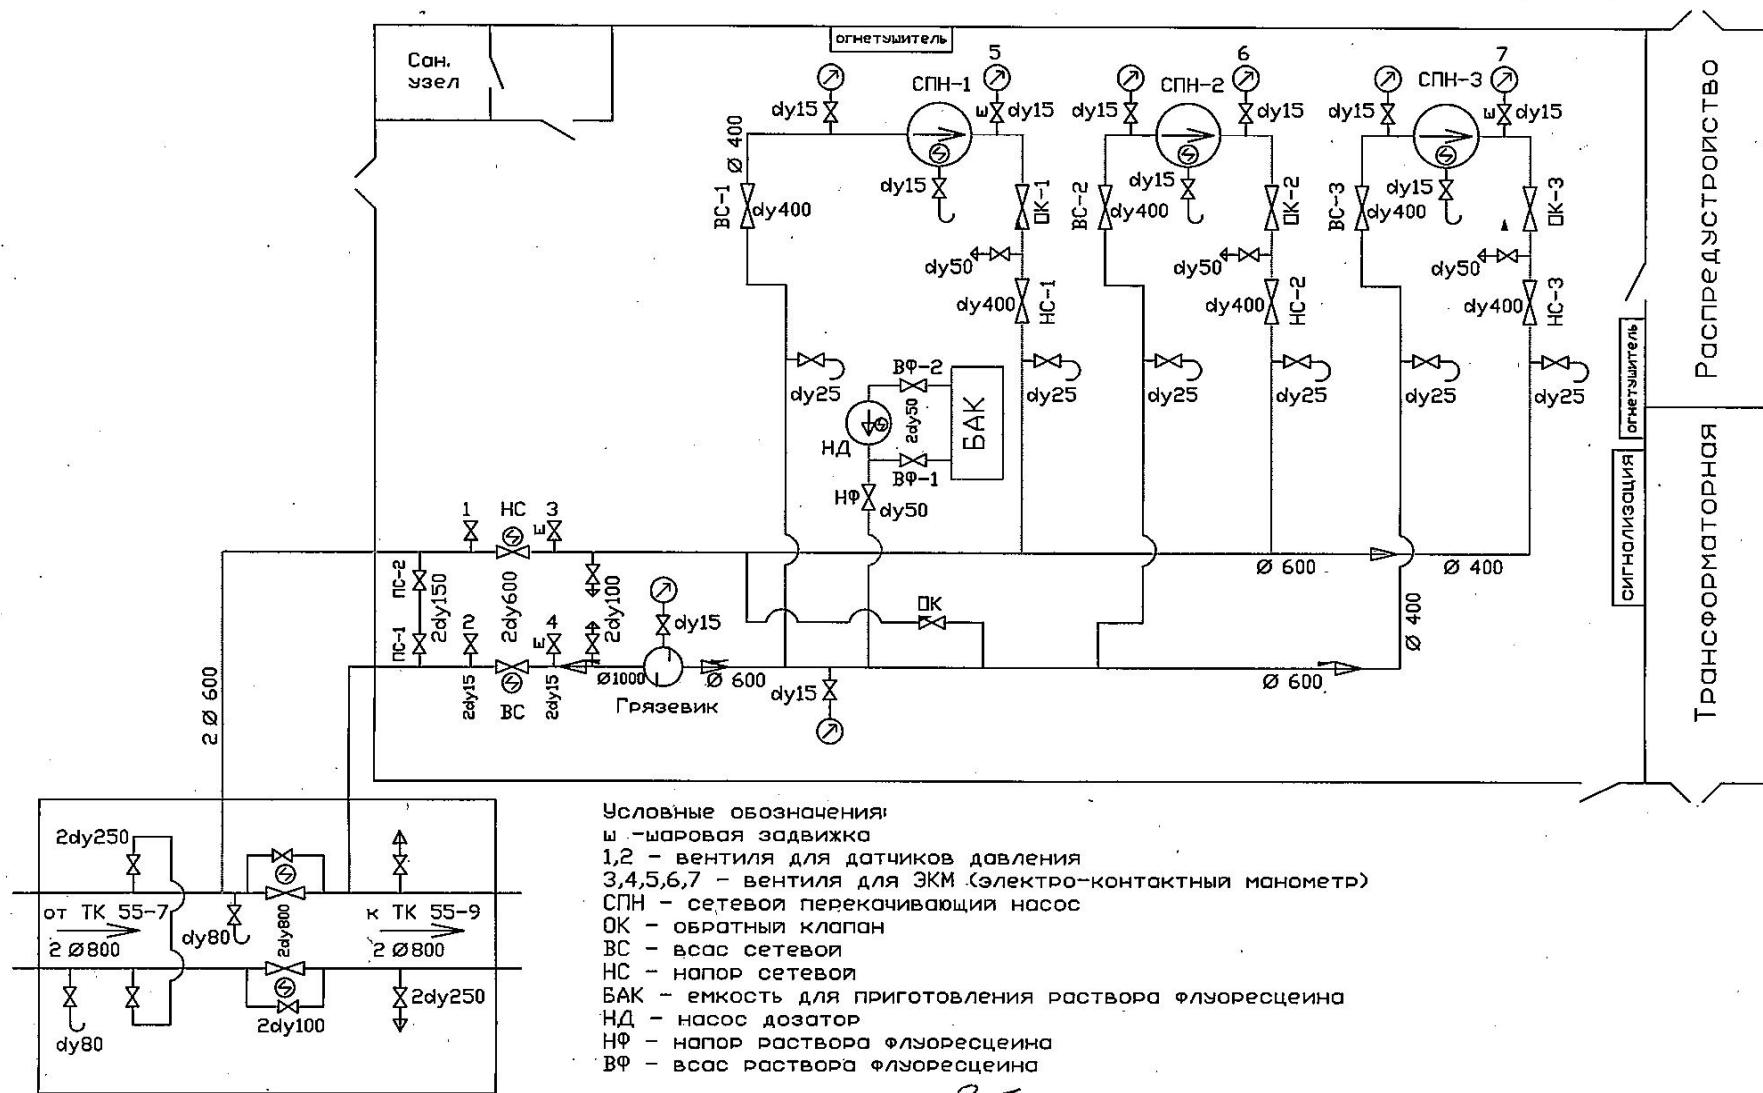 Сан.
узел
огнетушитель
5
6
7
СПН-1
СПН-2
СПН-3
dy15
ш dy15
dy15
dy15
dy15
ш dy15
Ø 400
dy15
dy15
dy15
ВС-1
dy400
ОК-1
ВС-2
dy400
ОК-2
ВС-3
dy400
ОК-3
dy50
dy50
dy50
dy400
НС-1
dy400
НС-2
dy400
НС-3
dy25
dy25
dy25
dy25
dy25
dy25
ВФ-2
2dy50
БАК
НД
ВФ-1
НФ
dy50
Распредустройство
огнетушитель
сигнализация
Трансформаторная
1
НС
3
ш
ПС-2
2dy150
2dy600
2dy100
Ø 600
Ø 400
ОК
dy15
Ø 400
ПС-1
2
4
ш
2dy15
ВС
2dy15
Ø1000
Грязевик
Ø 600
dy15
Ø 600
2 Ø 600
2dy250
от ТК 55-7
2 Ø800
dy80
2dy800
к ТК 55-9
2 Ø800
2dy250
2dy100
dy80
Условные обозначения:
ш -шаровая задвижка
1,2 - вентиля для датчиков давления
3,4,5,6,7 - вентиля для ЭКМ (электро-контактный манометр)
СПН - сетевой перекачивающий насос
ОК - обратный клапан
ВС - всас сетевой
НС - напор сетевой
БАК - емкость для приготовления раствора флуоресцеина
НД - насос дозатор
НФ - напор раствора флуоресцеина
ВФ - всас раствора флуоресцеина